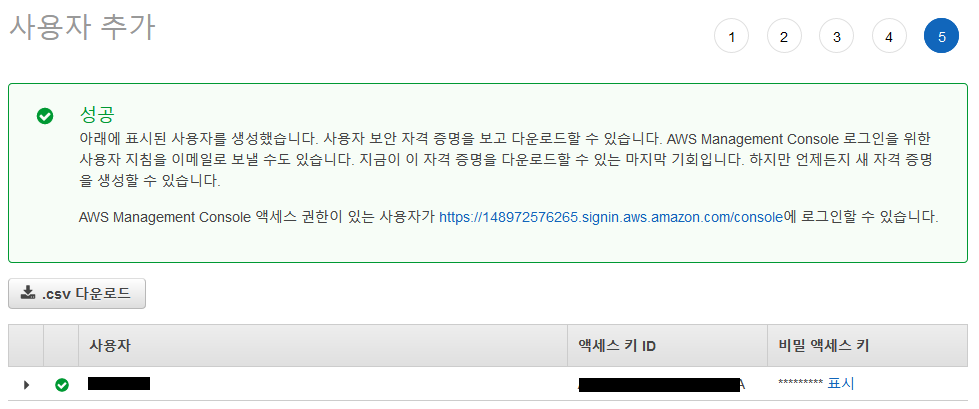 사용자 추가
1 2 3 4 5
성공
아래에 표시된 사용자를 생성했습니다. 사용자 보안 자격 증명을 보고 다운로드할 수 있습니다. AWS Management Console 로그인을 위한
사용자 지침을 이메일로 보낼 수도 있습니다. 지금이 이 자격 증명을 다운로드할 수 있는 마지막 기회입니다. 하지만 언제든지 새 자격 증명
을 생성할 수 있습니다.
AWS Management Console 액세스 권한이 있는 사용자가 https://148972576265.signin.aws.amazon.com/console에 로그인할 수 있습니다.
.csv 다운로드
사용자 액세스 키 ID 비밀 액세스 키
********* 표시